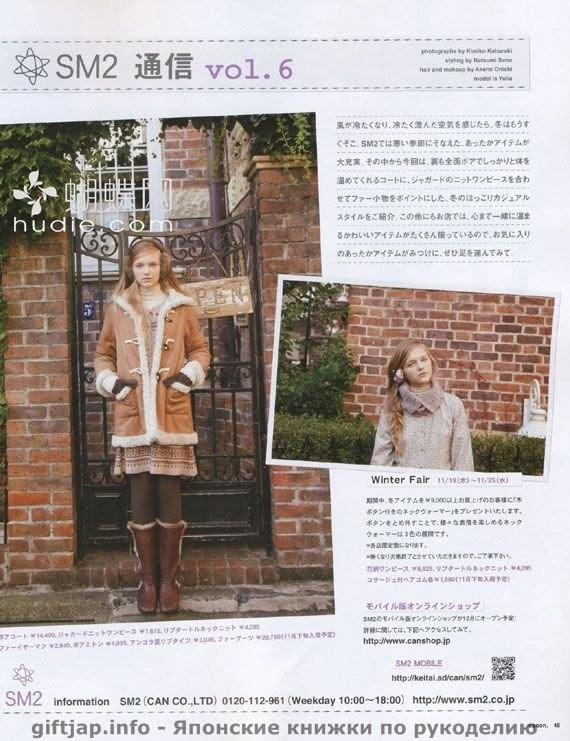 SM2 通信 vol.6
photographs by Kimiko Kaburaki
styling by Natsumi Sano
hair and makeup by Asami Onishi
model is Yulia
風が冷たくなり、冷たく澄んだ空気を感じたら、冬はもうす
ぐそこ。SM2では寒い季節にそなえた、あったかアイテムが
大充実。その中から今回は、裏も全面ボアでしっかりと体を
温めてくれるコートに、ジャガードのニットワンピースを合わ
せてファー小物をポイントにした、冬のほっこりカジュアル
スタイルをご紹介。この他にもお店では、心まで一緒に温ま
るかわいいアイテムがたくさん揃っているので、お気に入り
のあったかアイテムがみつけに、ぜひ足を運んでみて。
蝴蝶网
hudie.com
PEN
5
Winter Fair 11/19(水)〜11/25(水)
期間中、冬アイテムを¥9,000以上お買上げのお客様に「木
ボタン付きのネックウォーマー」をプレゼントいたします。
ボタンをとめ外すことで、様々な表情を楽しめるネック
ウォーマーは3色の展開です。
※各店限定数になります。
※無くなり次第終了とさせていただきますので、ご了承下さい。
花柄ワンピース ¥8,925、リブタートルネックニット ¥4,095
コサージュ付ヘアゴム各¥1,680(11月下旬入荷予定)
モバイル版オンラインショップ
SM2のモバイル版オンラインショップが12月にオープン予定!
詳細に関しては、下記へアクセスしてみて。
http://www.canshop.jp
SM2 MOBILE
http://keitai.ad/can/sm2/
ボアコート ¥14,490、ジャガードニットワンピース ¥7,875、リブタートルネックニット ¥4,095
ファーイヤーマフ ¥2,940、ボアミトン ¥4,095、アンゴラ混リブタイツ ¥3,045、ファーブーツ ¥20,790(11月下旬入荷予定)
SM2 information SM2(CAN CO.,LTD) 0120-112-961(Weekday 10:00〜18:00) http://www.sm2.co.jp
giftjap.info - Японские книжки по рукоделию
spoon. 48